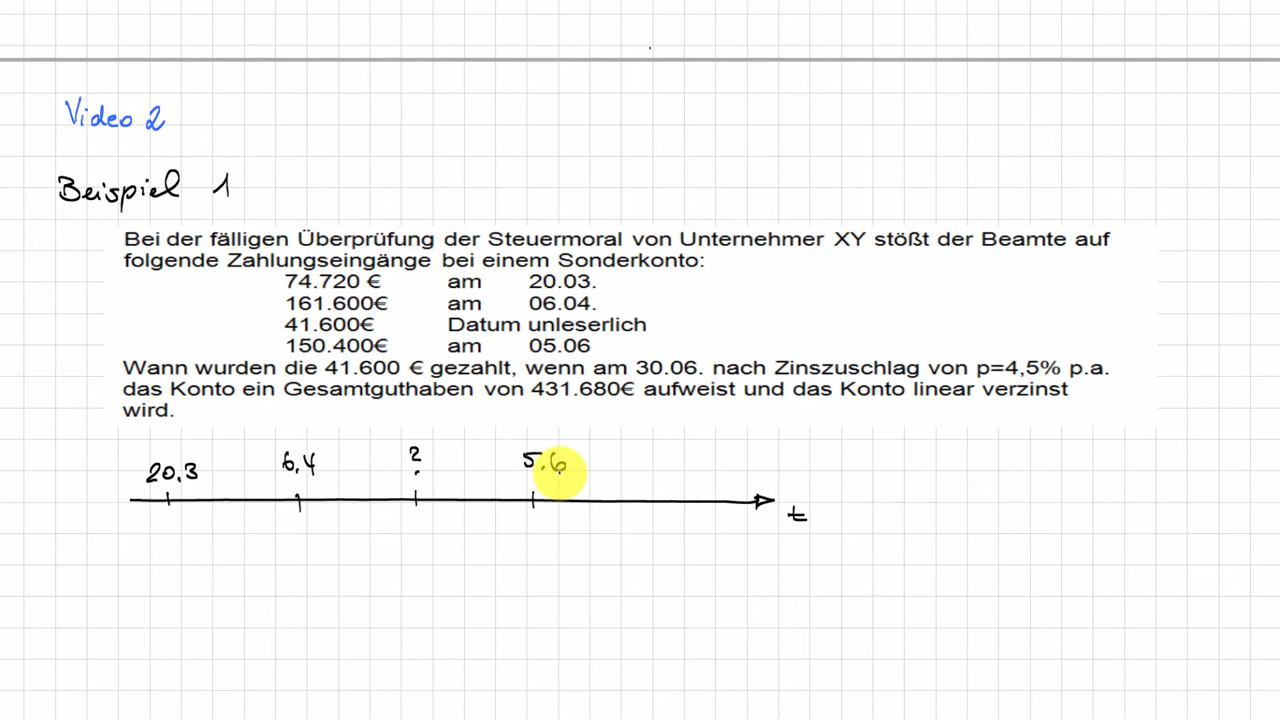 Video 2
Beispiel 1
Bei der fälligen Überprüfung der Steuermoral von Unternehmer XY stößt der Beamte auf
folgende Zahlungseingänge bei einem Sonderkonto:
74.720 € am 20.03.
161.600€ am 06.04.
41.600€ Datum unleserlich
150.400€ am 05.06
Wann wurden die 41.600 € gezahlt, wenn am 30.06. nach Zinszuschlag von p=4,5% p.a.
das Konto ein Gesamtguthaben von 431.680€ aufweist und das Konto linear verzinst
wird.
20.3 6.4 ? 5.6
t